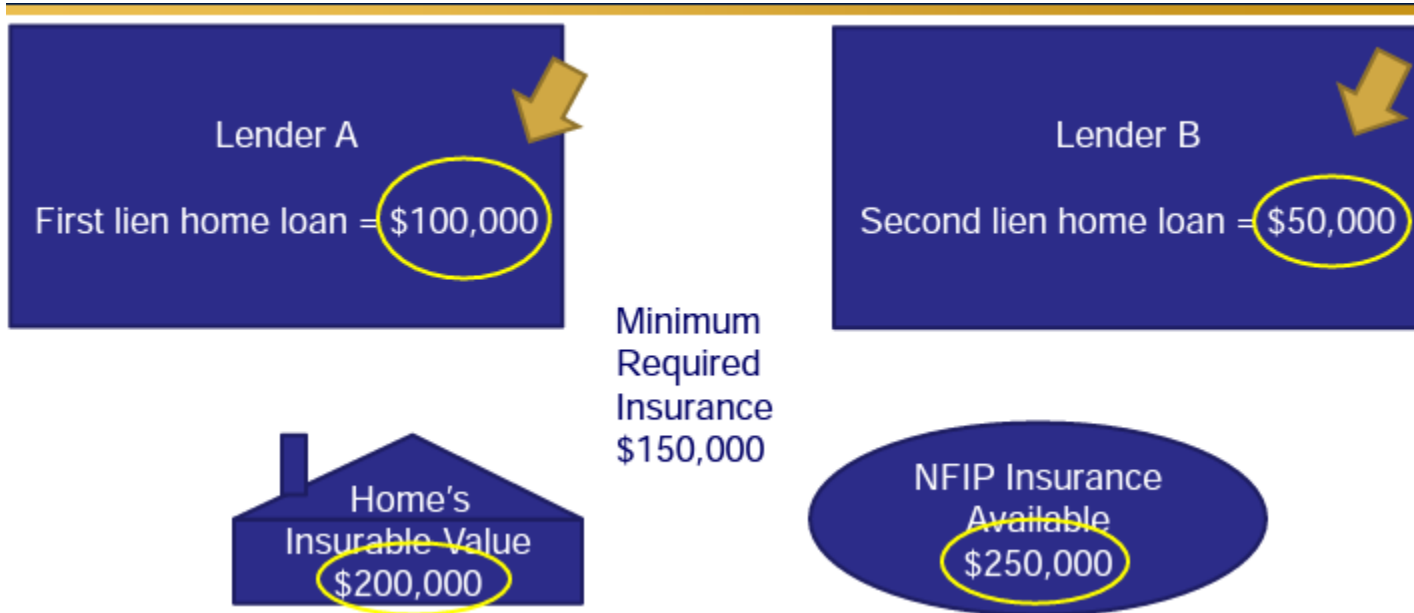 Lender A
First lien home loan = $100,000
Lender B
Second lien home loan = $50,000
Minimum
Required
Insurance
$150,000
Home's
Insurable Value
$200,000
NFIP Insurance
Available
$250,000